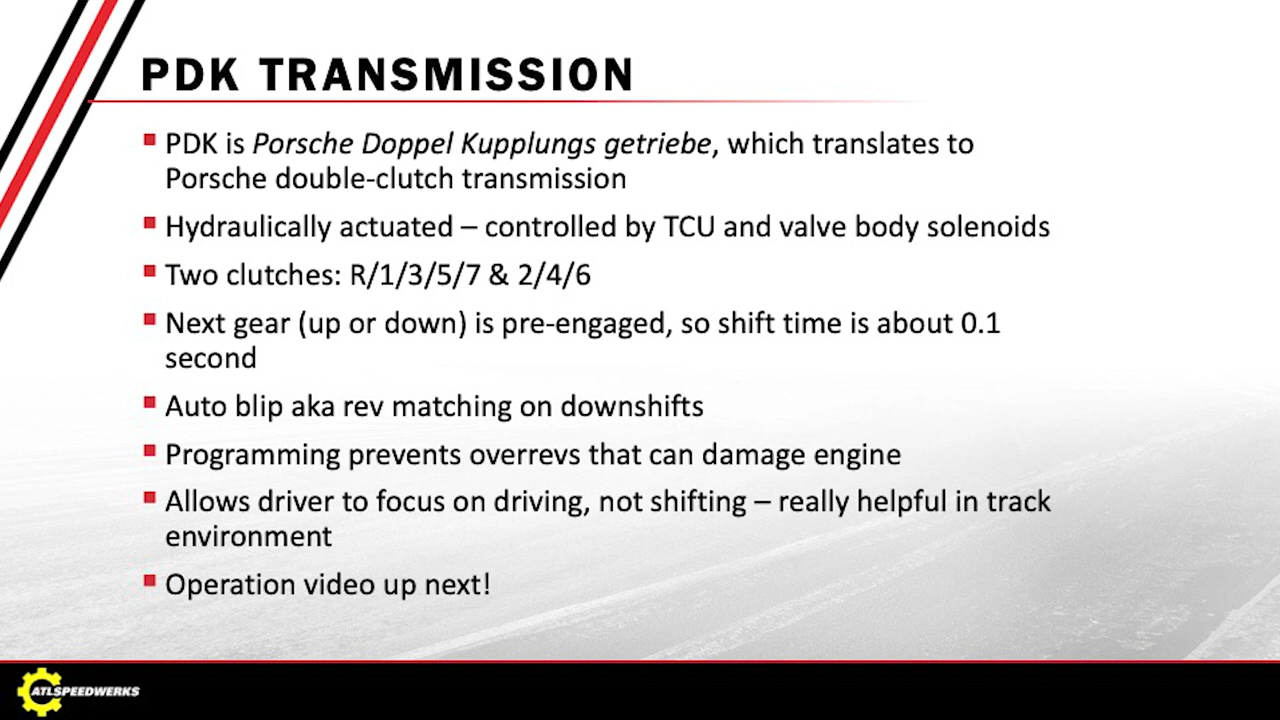 PDK TRANSMISSION
PDK is Porsche Doppel Kupplungs getriebe, which translates to
Porsche double-clutch transmission
Hydraulically actuated – controlled by TCU and valve body solenoids
Two clutches: R/1/3/5/7 & 2/4/6
Next gear (up or down) is pre-engaged, so shift time is about 0.1
second
Auto blip aka rev matching on downshifts
Programming prevents overrevs that can damage engine
Allows driver to focus on driving, not shifting – really helpful in track
environment
Operation video up next!
ATLSPEEDWERKS